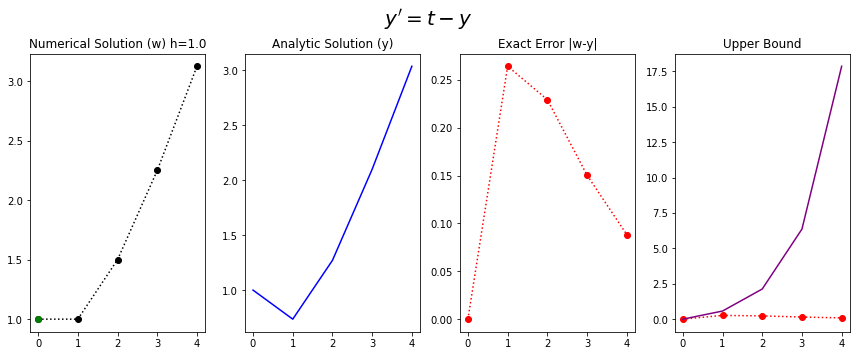 y′ = t − y
Numerical Solution (w) h=1.0
Analytic Solution (y)
Exact Error |w-y|
Upper Bound
3.0
2.5
2.0
1.5
1.0
0 1 2 3 4
3.0
2.5
2.0
1.5
1.0
0 1 2 3 4
0.25
0.20
0.15
0.10
0.05
0.00
0 1 2 3 4
17.5
15.0
12.5
10.0
7.5
5.0
2.5
0.0
0 1 2 3 4